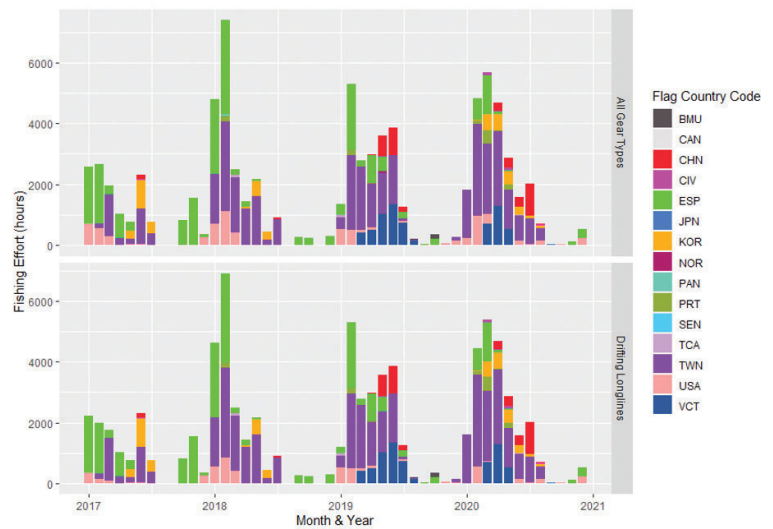 Fishing Effort (hours)
6000
4000
2000
0
All Gear Types
6000
4000
2000
0
Drifting Longlines
2017
2018
2019
2020
2021
Month & Year
Flag Country Code
BMU
CAN
CHN
CIV
ESP
JPN
KOR
NOR
PAN
PRT
SEN
TCA
TWN
USA
VCT